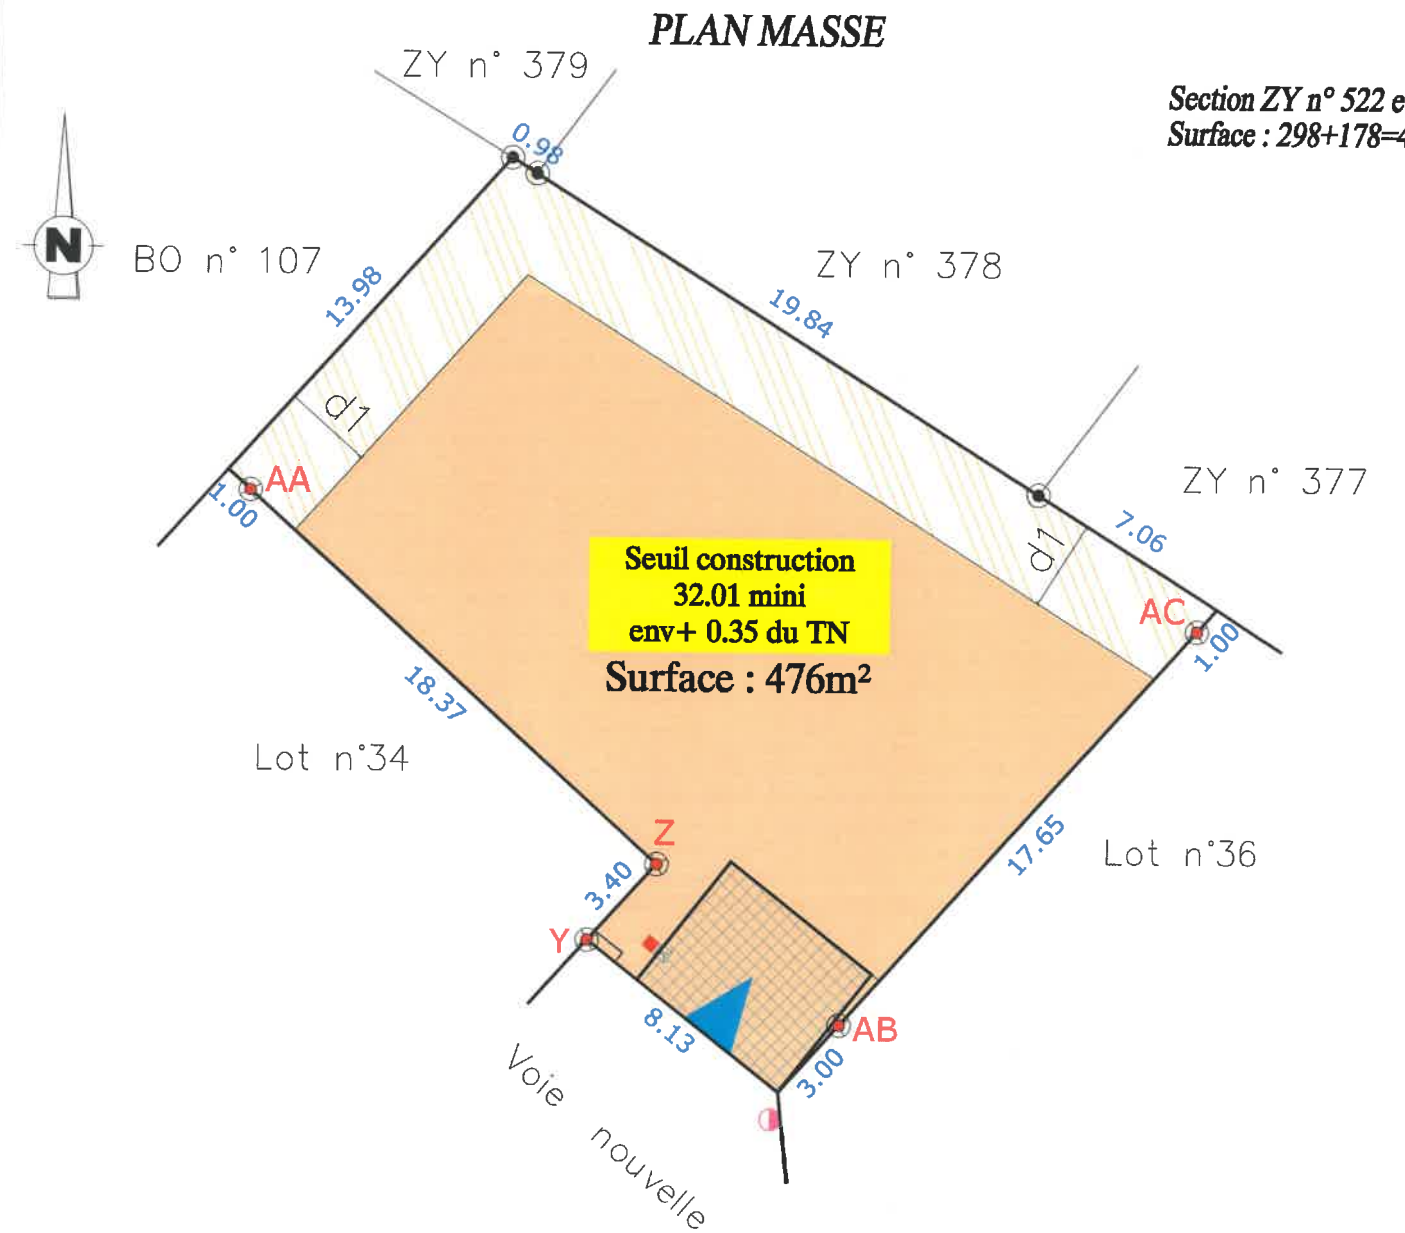 PLAN MASSE
ZY n° 379
Section ZY n° 522 e
Surface : 298+178=4
0.98
N
BO n° 107
ZY n° 378
13.98
19.84
d1
ZY n° 377
AA
1.00
7.06
d1
Seuil construction
32.01 mini
env+ 0.35 du TN
AC
1.00
Surface : 476m²
18.37
Lot n°34
Z
17.65
Lot n°36
3.40
Y
8.13
AB
3.00
Voie nouvelle